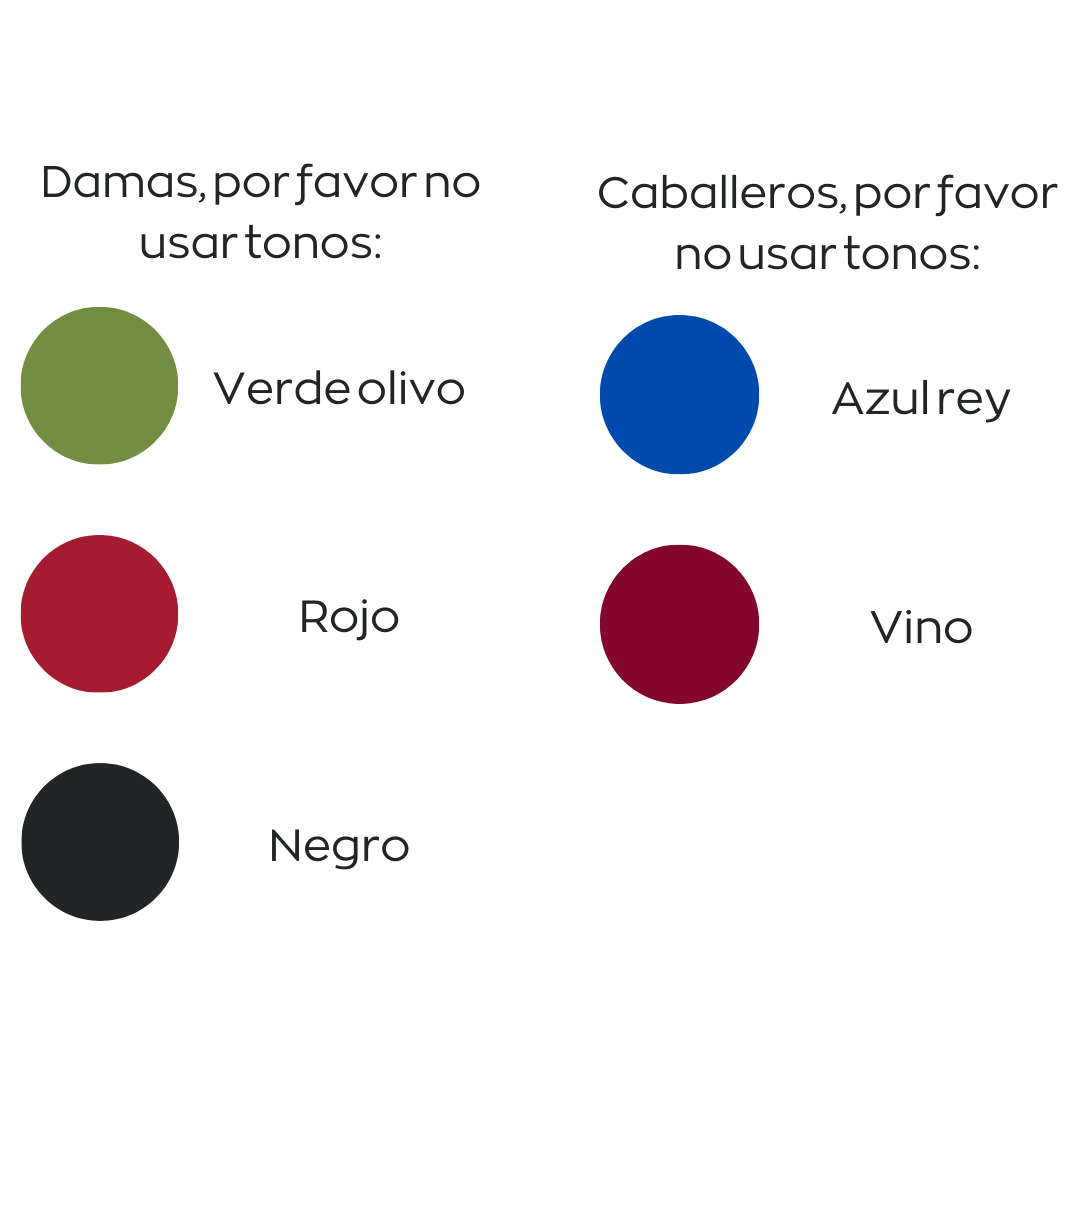 Damas, por favor no
usar tonos:
Verde olivo
Rojo
Negro
Caballeros, por favor
no usar tonos:
Azul rey
Vino